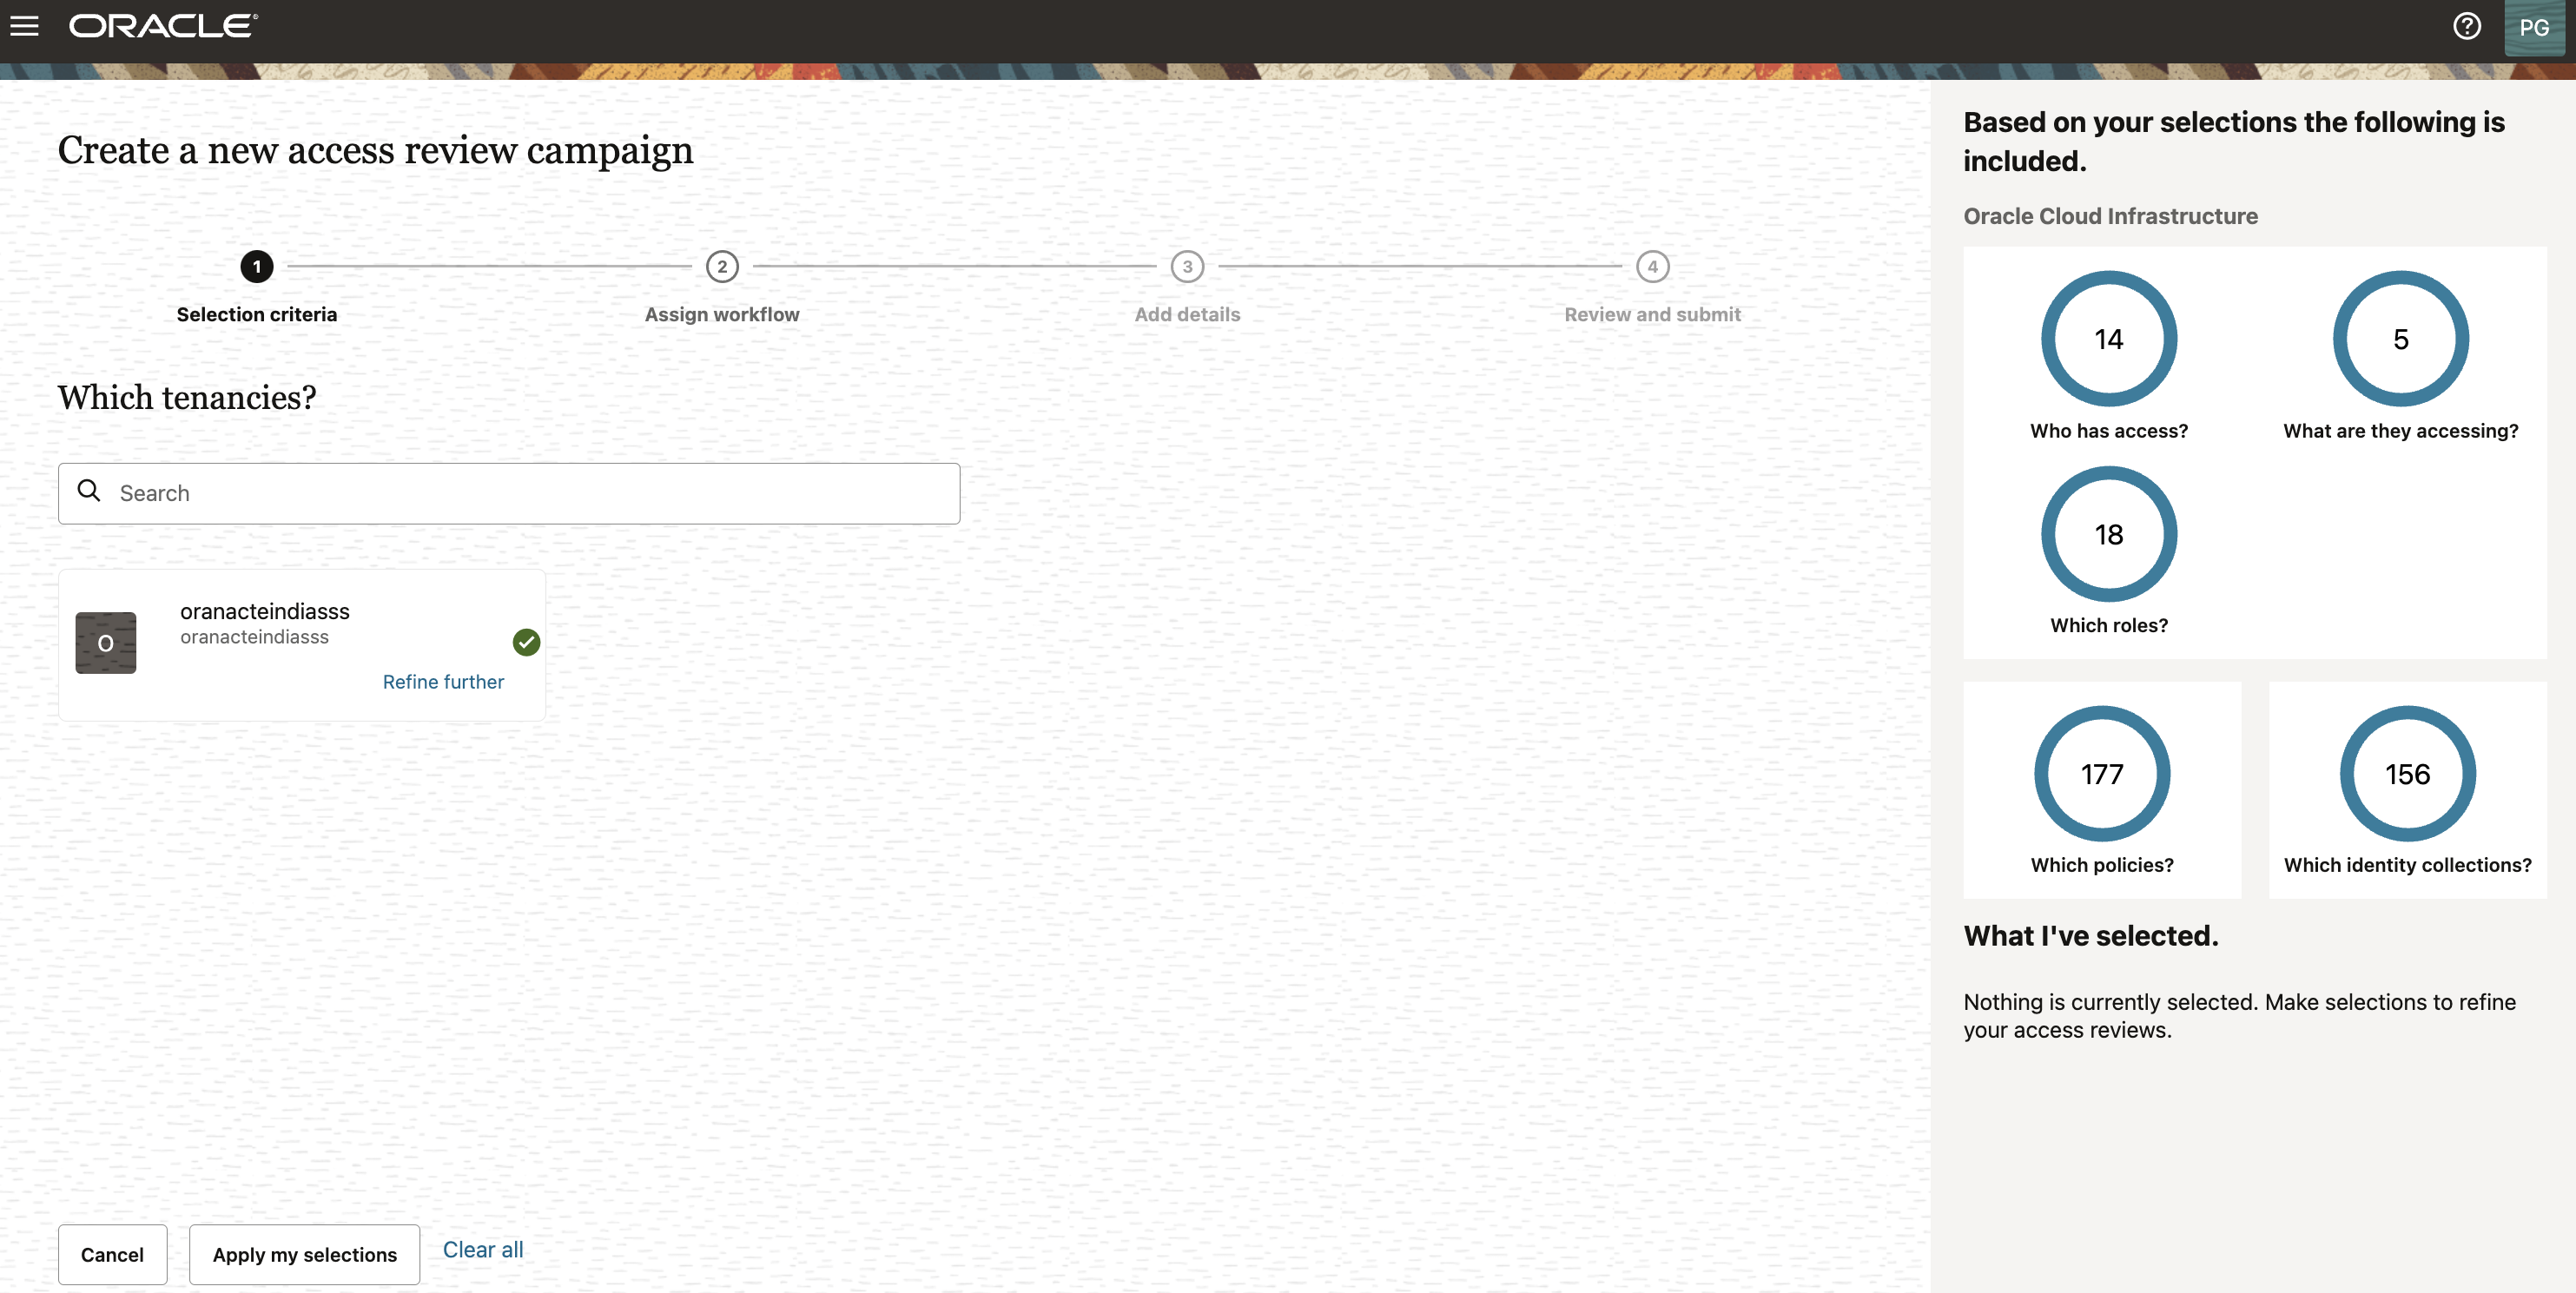 ORACLE
PG
Create a new access review campaign
1
2
3
4
Selection criteria
Assign workflow
Add details
Review and submit
Which tenancies?
Search
O
oranacteindiasss
oranacteindiasss
Refine further
Cancel
Apply my selections
Clear all
Based on your selections the following is
included.
Oracle Cloud Infrastructure
14
5
Who has access?
What are they accessing?
18
Which roles?
177
156
Which policies?
Which identity collections?
What I've selected.
Nothing is currently selected. Make selections to refine
your access reviews.